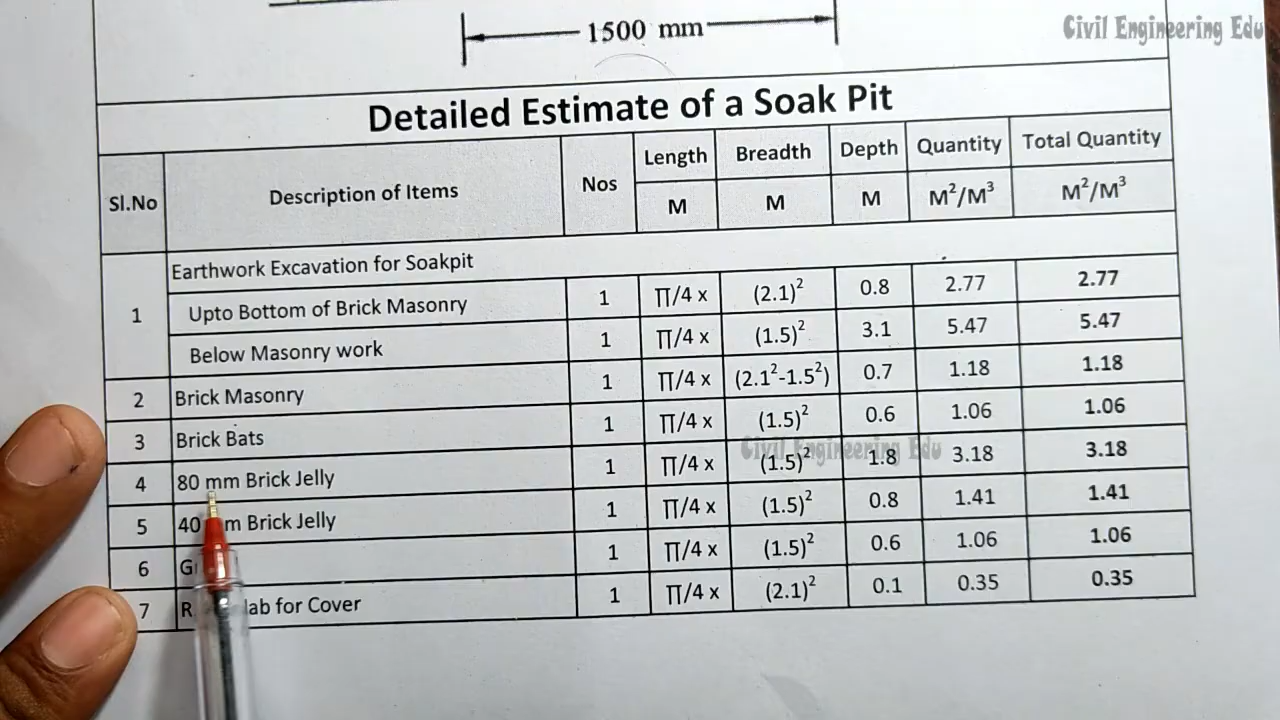 1500 mm
Civil Engineering Edu
Detailed Estimate of a Soak Pit
Sl.No Description of Items Nos Length Breadth Depth Quantity Total Quantity
M M M M²/M³ M²/M³
1 Earthwork Excavation for Soakpit
Upto Bottom of Brick Masonry 1 ∏/4 x (2.1)² 0.8 2.77 2.77
Below Masonry work 1 ∏/4 x (1.5)² 3.1 5.47 5.47
2 Brick Masonry 1 ∏/4 x (2.1²-1.5²) 0.7 1.18 1.18
3 Brick Bats 1 ∏/4 x (1.5)² 0.6 1.06 1.06
Civil Engineering Edu
4 80 mm Brick Jelly 1 ∏/4 x (1.5)² 1.8 3.18 3.18
5 40 m Brick Jelly 1 ∏/4 x (1.5)² 0.8 1.41 1.41
6 1 ∏/4 x (1.5)² 0.6 1.06 1.06
7 lab for Cover 1 ∏/4 x (2.1)² 0.1 0.35 0.35